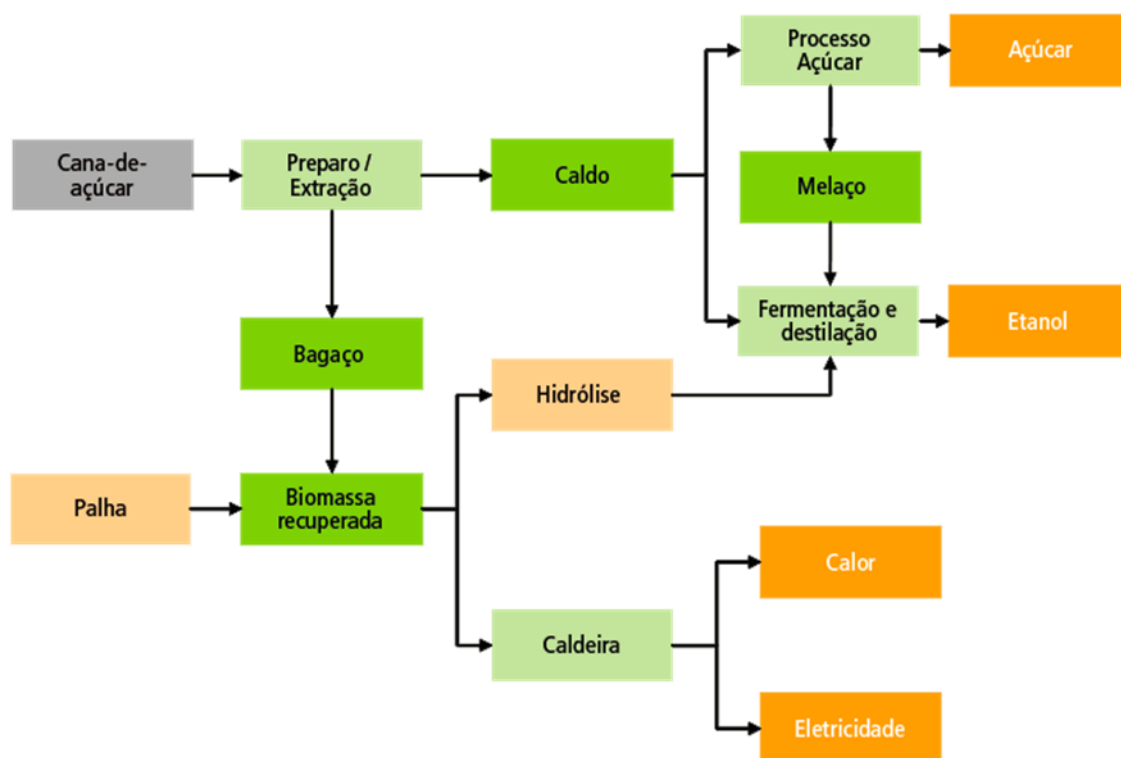 Processo
Açúcar
Açúcar
Cana-de-
açúcar
Preparo /
Extração
Caldo
Melaço
Fermentação e
destilação
Etanol
Bagaço
Hidrólise
Palha
Biomassa
recuperada
Calor
Caldeira
Eletricidade